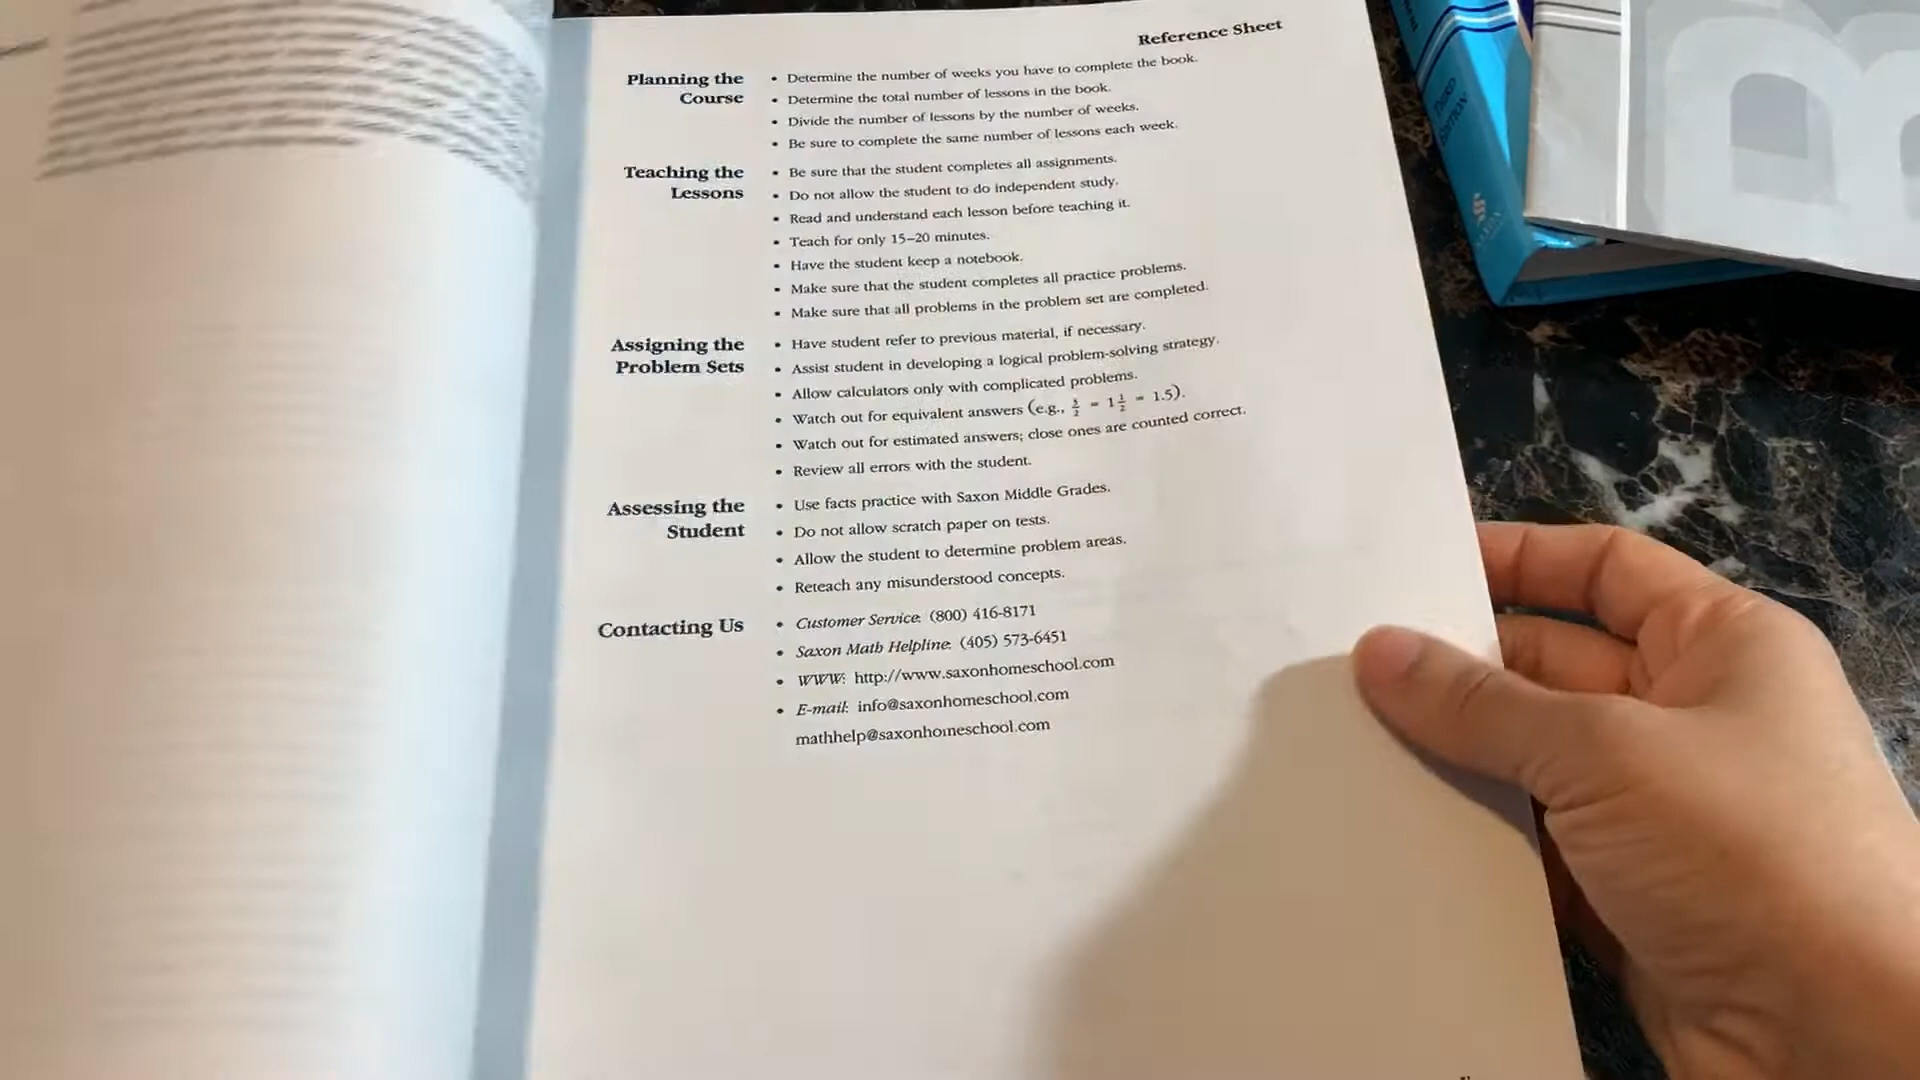 Reference Sheet
Planning the
Course
• Determine the number of weeks you have to complete the book.
• Determine the total number of lessons in the book.
• Divide the number of lessons by the number of weeks.
• Be sure to complete the same number of lessons each week.
Teaching the
Lessons
• Be sure that the student completes all assignments.
• Do not allow the student to do independent study.
• Read and understand each lesson before teaching it.
• Teach for only 15–20 minutes.
• Have the student keep a notebook.
• Make sure that the student completes all practice problems.
• Make sure that all problems in the problem set are completed.
Assigning the
Problem Sets
• Have student refer to previous material, if necessary.
• Assist student in developing a logical problem-solving strategy.
• Allow calculators only with complicated problems.
• Watch out for equivalent answers (e.g., 3/2 = 1 1/2 = 1.5).
• Watch out for estimated answers; close ones are counted correct.
• Review all errors with the student.
Assessing the
Student
• Use facts practice with Saxon Middle Grades.
• Do not allow scratch paper on tests.
• Allow the student to determine problem areas.
• Reteach any misunderstood concepts.
Contacting Us
• Customer Service: (800) 416-8171
• Saxon Math Helpline: (405) 573-6451
• WWW: http://www.saxonhomeschool.com
• E-mail: info@saxonhomeschool.com
mathhelp@saxonhomeschool.com
THIRD
EDITION